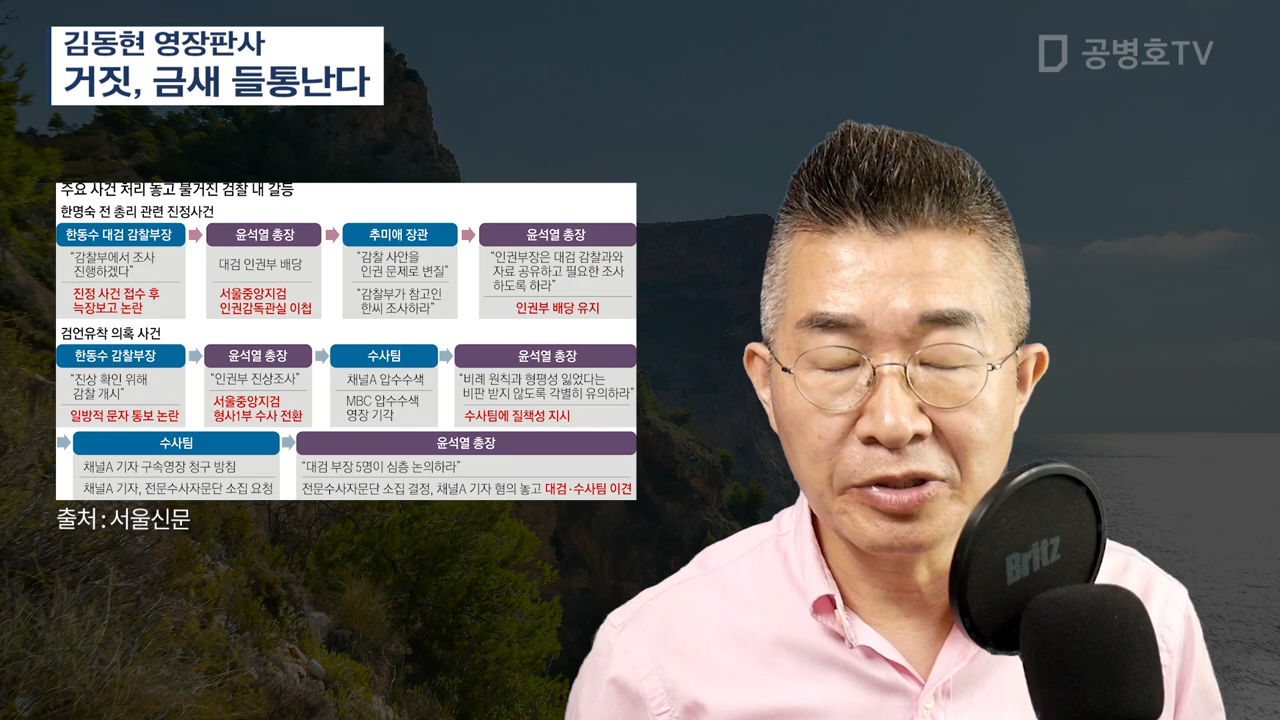 김동현 영장판사
거짓, 금새 들통난다
공병호TV
주요 사건 처리 놓고 불거진 검찰 내 갈등
한명숙 전 총리 관련 진정사건
한동수 대검 감찰부장
“감찰부에서 조사
진행하겠다”
진정 사건 접수 후
늑장보고 논란
윤석열 총장
대검 인권부 배당
서울중앙지검
인권감독관실 이첩
추미애 장관
“감찰 사안을
인권 문제로 변질”
“감찰부가 참고인
한씨 조사하라”
윤석열 총장
“인권부장은 대검 감찰과와
자료 공유하고 필요한 조사
하도록 하라”
인권부 배당 유지
검언유착 의혹 사건
한동수 감찰부장
“진상 확인 위해
감찰 개시”
일방적 문자 통보 논란
윤석열 총장
“인권부 진상조사”
서울중앙지검
형사1부 수사 전환
수사팀
채널A 압수수색
MBC 압수수색
영장 기각
윤석열 총장
“비례 원칙과 형평성 잃었다는
비판 받지 않도록 각별히 유의하라”
수사팀에 질책성 지시
수사팀
채널A 기자 구속영장 청구 방침
채널A 기자, 전문수사자문단 소집 요청
윤석열 총장
“대검 부장 5명이 심층 논의하라”
전문수사자문단 소집 결정, 채널A 기자 혐의 놓고 대검·수사팀 이견
출처 : 서울신문
Britz